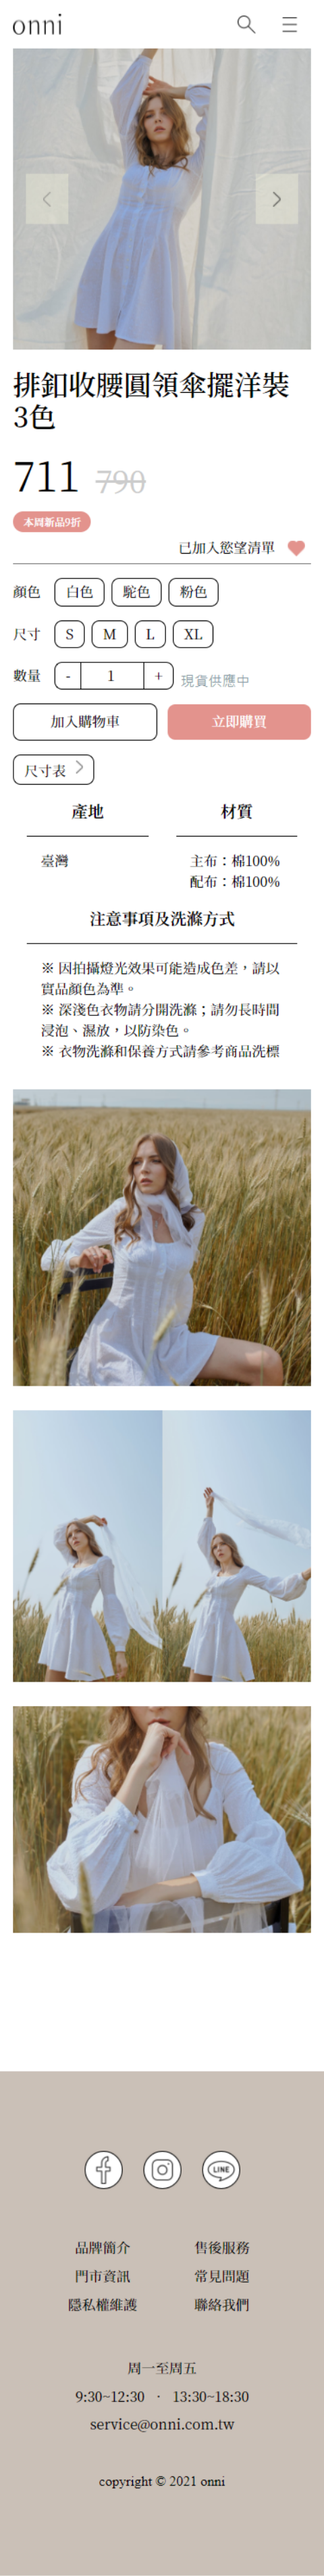 onni
排釦收腰圓領傘擺洋裝
3色
711 790
本周新品9折
已加入慾望清單
顏色 白色 駝色 粉色
尺寸 S M L XL
數量 - 1 + 現貨供應中
加入購物車 立即購買
尺寸表
產地 材質
臺灣 主布：棉100%
配布：棉100%
注意事項及洗滌方式
※ 因拍攝燈光效果可能造成色差，請以
實品顏色為準。
※ 深淺色衣物請分開洗滌；請勿長時間
浸泡、濕放，以防染色。
※ 衣物洗滌和保養方式請參考商品洗標
LINE
品牌簡介 售後服務
門市資訊 常見問題
隱私權維護 聯絡我們
周一至周五
9:30~12:30 · 13:30~18:30
service@onni.com.tw
copyright © 2021 onni